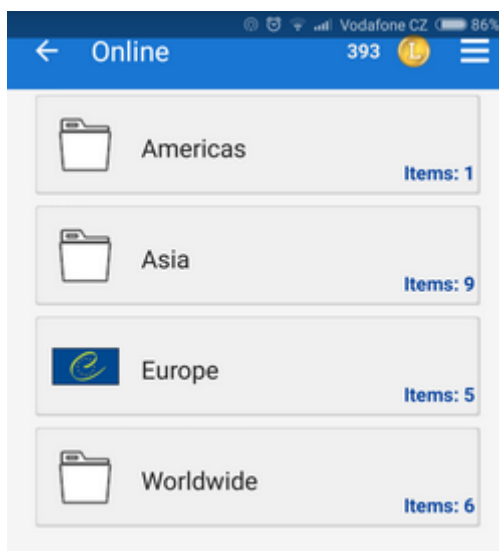 Vodafone CZ 86%
Online 393 L
Americas
Items: 1
Asia
Items: 9
Europe
Items: 5
Worldwide
Items: 6